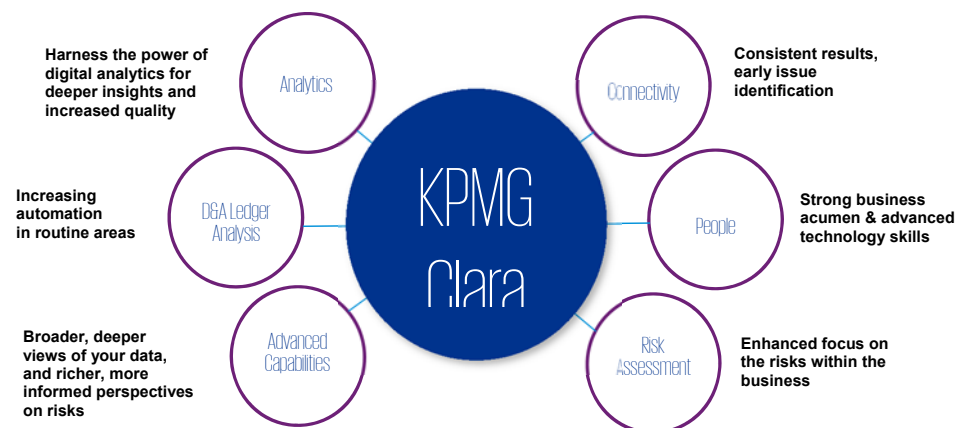 Harness the power of
digital analytics for
deeper insights and
increased quality
Analytics
Connectivity
Consistent results,
early issue
identification
KPMG
Clara
Increasing
automation
in routine areas
D&A Ledger
Analysis
People
Strong business
acumen & advanced
technology skills
Broader, deeper
views of your data,
and richer, more
informed perspectives
on risks
Advanced
Capabilities
Risk
Assessment
Enhanced focus on
the risks within the
business